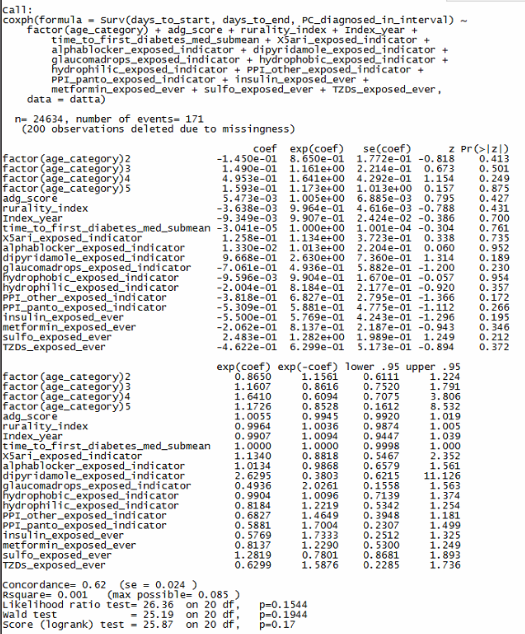 Call:
coxph(formula = Surv(days_to_start, days_to_end, PC_diagnosed_in_interval) ~
factor(age_category) + adg_score + rurality_index + Index_year +
time_to_first_diabetes_med_submean + X5ari_exposed_indicator +
alphablocker_exposed_indicator + dipyridamole_exposed_indicator +
glaucomadrops_exposed_indicator + hydrophobic_exposed_indicator +
hydrophilic_exposed_indicator + PPI_other_exposed_indicator +
PPI_panto_exposed_indicator + insulin_exposed_ever +
metformin_exposed_ever + sulfo_exposed_ever + TZDs_exposed_ever,
data = datta)
n= 24634, number of events= 171
(200 observations deleted due to missingness)
coef exp(coef) se(coef) z Pr(>|z|)
factor(age_category)2 -1.450e-01 8.650e-01 1.772e-01 -0.818 0.413
factor(age_category)3 1.490e-01 1.161e+00 2.214e-01 0.673 0.501
factor(age_category)4 4.953e-01 1.641e+00 4.292e-01 1.154 0.249
factor(age_category)5 1.593e-01 1.173e+00 1.013e+00 0.157 0.875
adg_score 5.473e-03 1.005e+00 6.885e-03 0.795 0.427
rurality_index -3.638e-03 9.964e-01 4.616e-03 -0.788 0.431
Index_year -9.349e-03 9.907e-01 2.424e-02 -0.386 0.700
time_to_first_diabetes_med_submean -3.041e-05 1.000e+00 1.001e-04 -0.304 0.761
X5ari_exposed_indicator 1.258e-01 1.134e+00 3.723e-01 0.338 0.735
alphablocker_exposed_indicator 1.330e-02 1.013e+00 2.204e-01 0.060 0.952
dipyridamole_exposed_indicator 9.668e-01 2.630e+00 7.360e-01 1.314 0.189
glaucomadrops_exposed_indicator -7.061e-01 4.936e-01 5.882e-01 -1.200 0.230
hydrophobic_exposed_indicator -9.596e-03 9.904e-01 1.670e-01 -0.057 0.954
hydrophilic_exposed_indicator -2.004e-01 8.184e-01 2.177e-01 -0.920 0.357
PPI_other_exposed_indicator -3.818e-01 6.827e-01 2.795e-01 -1.366 0.172
PPI_panto_exposed_indicator -5.309e-01 5.881e-01 4.775e-01 -1.112 0.266
insulin_exposed_ever -5.500e-01 5.769e-01 4.243e-01 -1.296 0.195
metformin_exposed_ever -2.062e-01 8.137e-01 2.187e-01 -0.943 0.346
sulfo_exposed_ever 2.483e-01 1.282e+00 1.989e-01 1.249 0.212
TZDs_exposed_ever -4.622e-01 6.299e-01 5.173e-01 -0.894 0.372
exp(coef) exp(-coef) lower .95 upper .95
factor(age_category)2 0.8650 1.1561 0.6111 1.224
factor(age_category)3 1.1607 0.8616 0.7520 1.791
factor(age_category)4 1.6410 0.6094 0.7075 3.806
factor(age_category)5 1.1726 0.8528 0.1612 8.532
adg_score 1.0055 0.9945 0.9920 1.019
rurality_index 0.9964 1.0036 0.9874 1.005
Index_year 0.9907 1.0094 0.9447 1.039
time_to_first_diabetes_med_submean 1.0000 1.0000 0.9998 1.000
X5ari_exposed_indicator 1.1340 0.8818 0.5467 2.352
alphablocker_exposed_indicator 1.0134 0.9868 0.6579 1.561
dipyridamole_exposed_indicator 2.6295 0.3803 0.6215 11.126
glaucomadrops_exposed_indicator 0.4936 2.0261 0.1558 1.563
hydrophobic_exposed_indicator 0.9904 1.0096 0.7139 1.374
hydrophilic_exposed_indicator 0.8184 1.2219 0.5342 1.254
PPI_other_exposed_indicator 0.6827 1.4649 0.3948 1.181
PPI_panto_exposed_indicator 0.5881 1.7004 0.2307 1.499
insulin_exposed_ever 0.5769 1.7333 0.2512 1.325
metformin_exposed_ever 0.8137 1.2290 0.5300 1.249
sulfo_exposed_ever 1.2819 0.7801 0.8681 1.893
TZDs_exposed_ever 0.6299 1.5876 0.2285 1.736
Concordance= 0.62 (se = 0.024 )
Rsquare= 0.001 (max possible= 0.085 )
Likelihood ratio test= 26.36 on 20 df, p=0.1544
Wald test = 25.19 on 20 df, p=0.1944
Score (logrank) test = 25.87 on 20 df, p=0.17